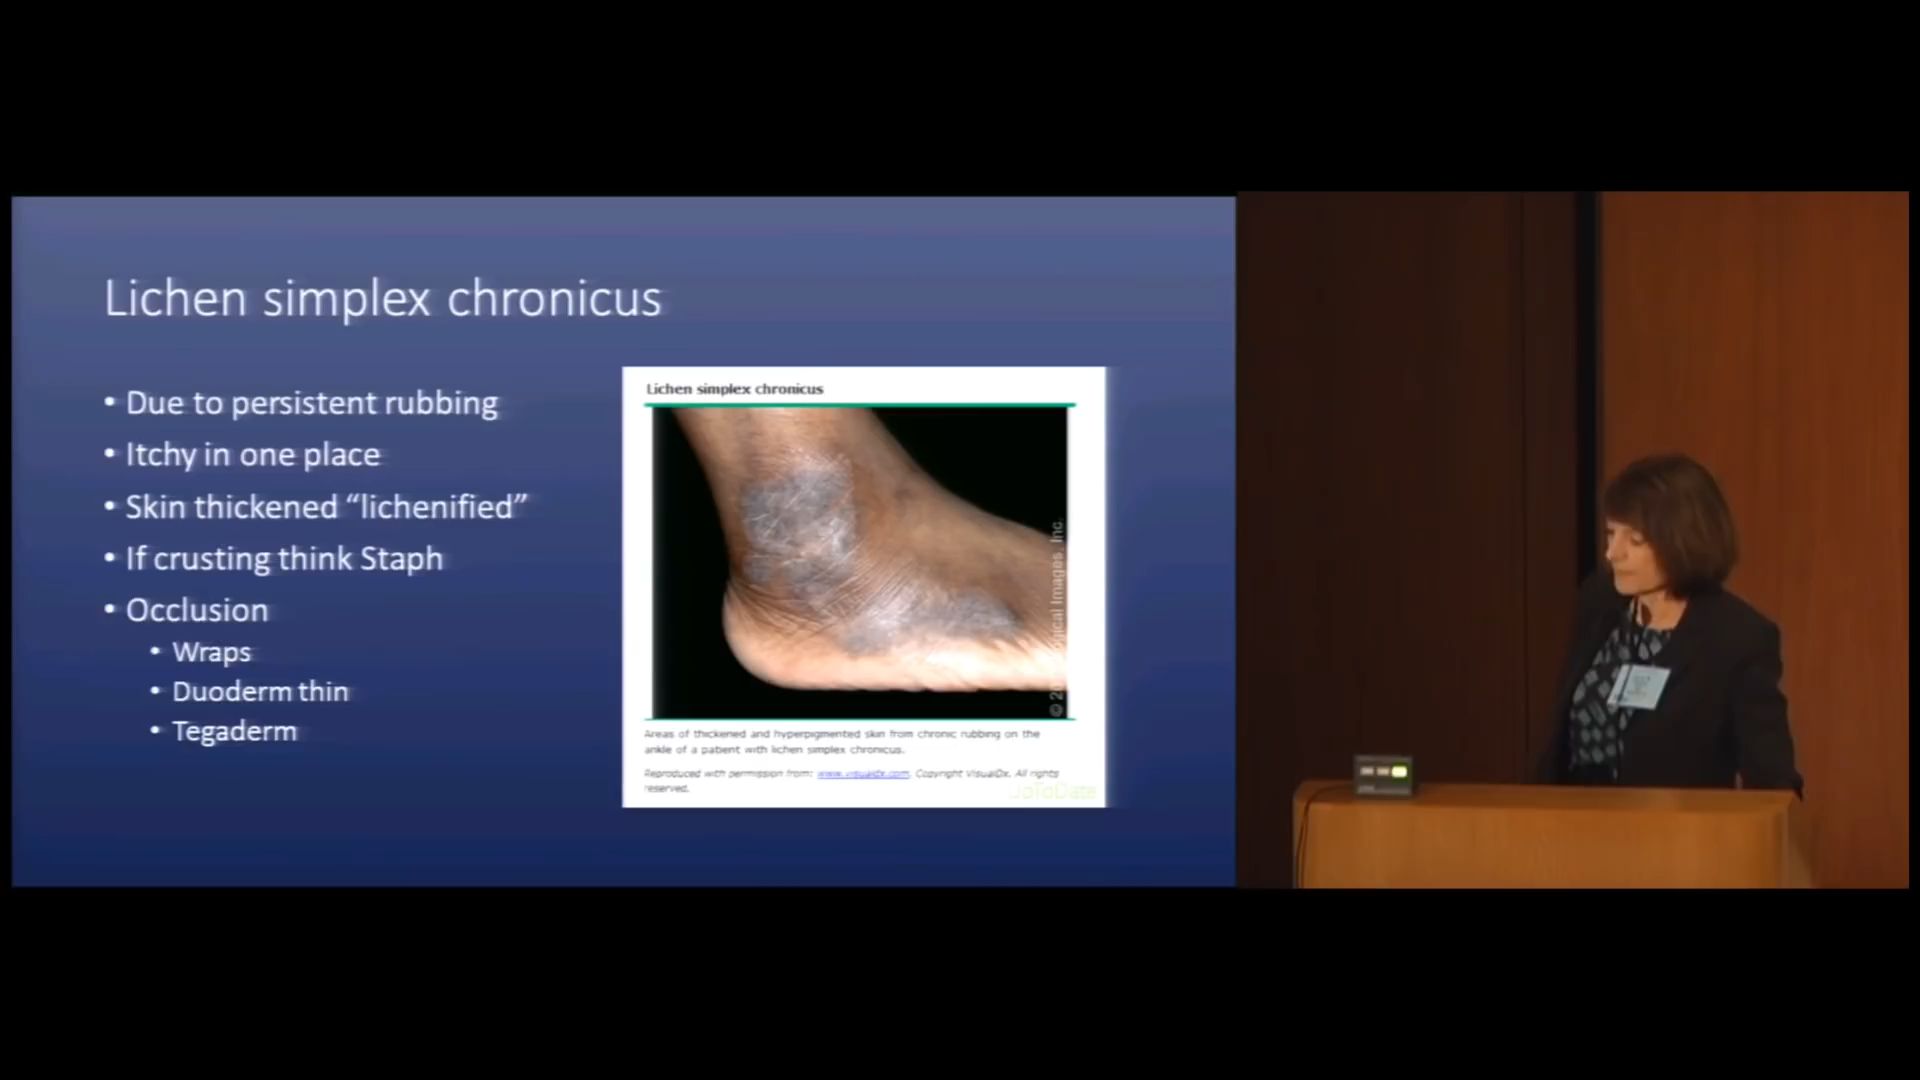 Lichen simplex chronicus
• Due to persistent rubbing
• Itchy in one place
• Skin thickened “lichenified”
• If crusting think Staph
• Occlusion
• Wraps
• Duoderm thin
• Tegaderm
Lichen simplex chronicus
Areas of thickened and hyperpigmented skin from chronic rubbing on the
ankle of a patient with lichen simplex chronicus.
Reproduced with permission from: www.visualdx.com. Copyright VisualDx. All rights
reserved.
UpToDate
ical Images, Inc.